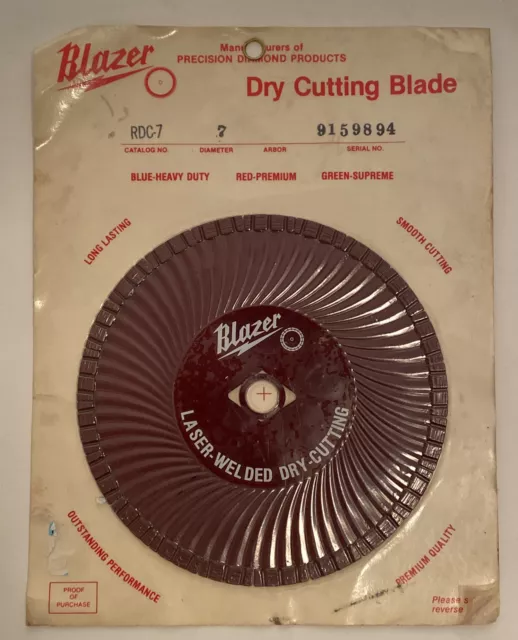 Blazer
Manufacturers of
PRECISION DIAMOND PRODUCTS
Dry Cutting Blade
RDC-7 7 9159894
CATALOG NO. DIAMETER ARBOR SERIAL NO.
BLUE-HEAVY DUTY RED-PREMIUM GREEN-SUPREME
LONG LASTING
SMOOTH CUTTING
Blazer
LASER-WELDED DRY-CUTTING
OUTSTANDING PERFORMANCE
PREMIUM QUALITY
PROOF
OF
PURCHASE
Please
reverse